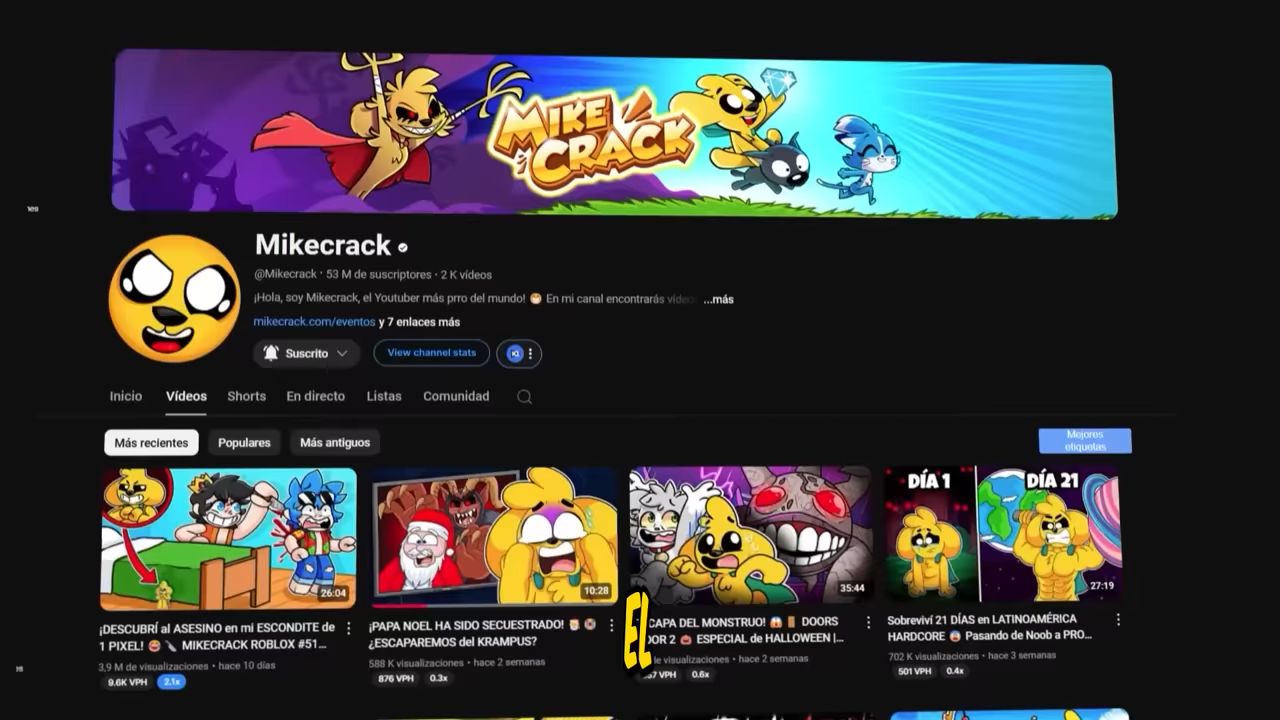 MIKE
CRACK
nes
Mikecrack
@Mikecrack · 53 M de suscriptores · 2 K vídeos
¡Hola, soy Mikecrack, el Youtuber más prro del mundo! 😁 En mi canal encontrarás vídeos ...más
mikecrack.com/eventos y 7 enlaces más
Suscrito
View channel stats
Inicio Vídeos Shorts En directo Listas Comunidad
Más recientes Populares Más antiguos
Mejores
etiquetas
DÍA 1 DÍA 21
26:04 10:28 35:44 27:19
¡DESCUBRÍ al ASESINO en mi ESCONDITE de
1 PIXEL! 😁 🔪 MIKECRACK ROBLOX #51...
3,9 M de visualizaciones • hace 10 días
9.6K VPH 2.1x
¡PAPA NOEL HA SIDO SECUESTRADO! 🎅
¿ESCAPAREMOS del KRAMPUS?
588 K visualizaciones • hace 2 semanas
876 VPH 0.3x
EL
CAPA DEL MONSTRUO! 😱 🚪 DOORS
OOR 2 🎃 ESPECIAL de HALLOWEEN |...
de visualizaciones • hace 2 semanas
57 VPH 0.6x
Sobreviví 21 DÍAS en LATINOAMÉRICA
HARDCORE 😨 Pasando de Noob a PRO...
702 K visualizaciones • hace 3 semanas
501 VPH 0.4x